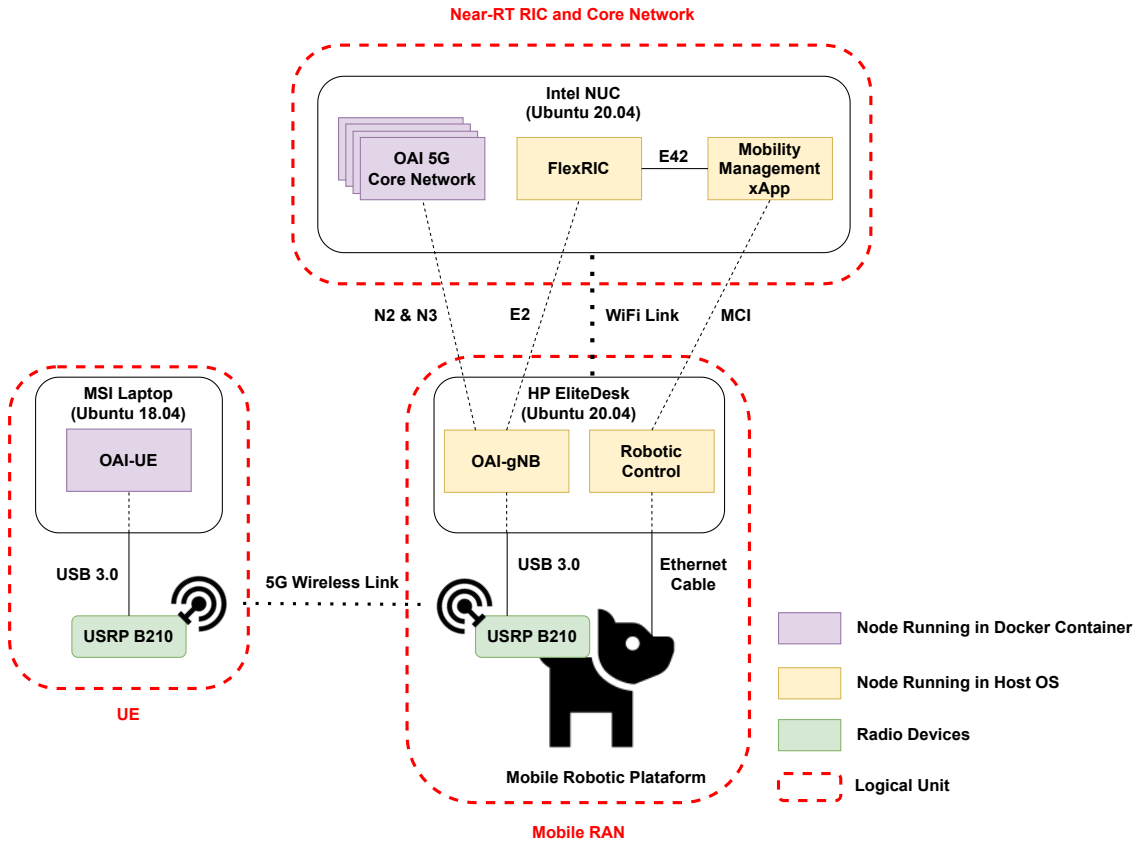 Near-RT RIC and Core Network
Intel NUC
(Ubuntu 20.04)
OAI 5G
Core Network
FlexRIC
E42
Mobility
Management
xApp
N2 & N3
E2
WiFi Link
MCI
MSI Laptop
(Ubuntu 18.04)
OAI-UE
USB 3.0
USRP B210
UE
5G Wireless Link
HP EliteDesk
(Ubuntu 20.04)
OAI-gNB
Robotic
Control
USB 3.0
Ethernet
Cable
USRP B210
Mobile Robotic Plataform
Mobile RAN
Node Running in Docker Container
Node Running in Host OS
Radio Devices
Logical Unit